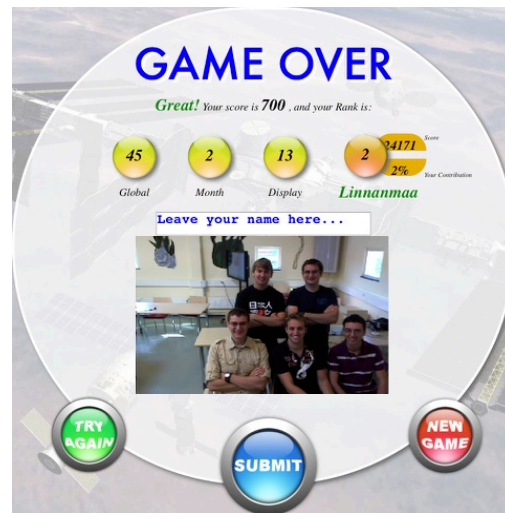 GAME OVER
Great! Your score is 700 , and your Rank is:
45 2 13 2 24171 Score
2% Your Contribution
Global Month Display Linnanmaa
Leave your name here...
TRY AGAIN
SUBMIT
NEW GAME